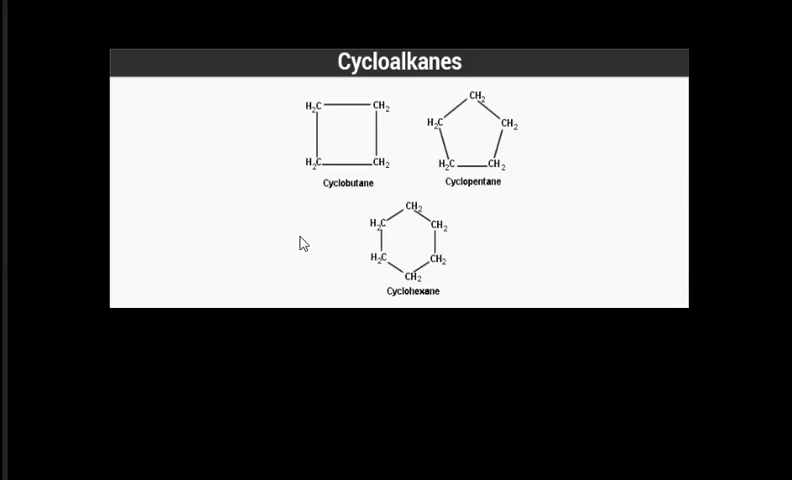 Cycloalkanes
H₂C CH₂
H₂C CH₂
Cyclobutane
CH₂
H₂C CH₂
H₂C CH₂
Cyclopentane
CH₂
H₂C CH₂
H₂C CH₂
CH₂
Cyclohexane